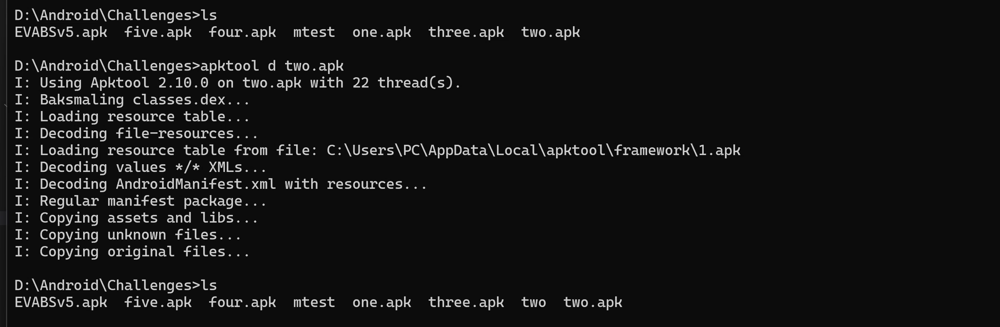 D:\Android\Challenges>ls
EVABSv5.apk  five.apk  four.apk  mtest  one.apk  three.apk  two.apk
D:\Android\Challenges>apktool d two.apk
I: Using Apktool 2.10.0 on two.apk with 22 thread(s).
I: Baksmaling classes.dex...
I: Loading resource table...
I: Decoding file-resources...
I: Loading resource table from file: C:\Users\PC\AppData\Local\apktool\framework\1.apk
I: Decoding values */* XMLs...
I: Decoding AndroidManifest.xml with resources...
I: Regular manifest package...
I: Copying assets and libs...
I: Copying unknown files...
I: Copying original files...
D:\Android\Challenges>ls
EVABSv5.apk  five.apk  four.apk  mtest  one.apk  three.apk  two  two.apk